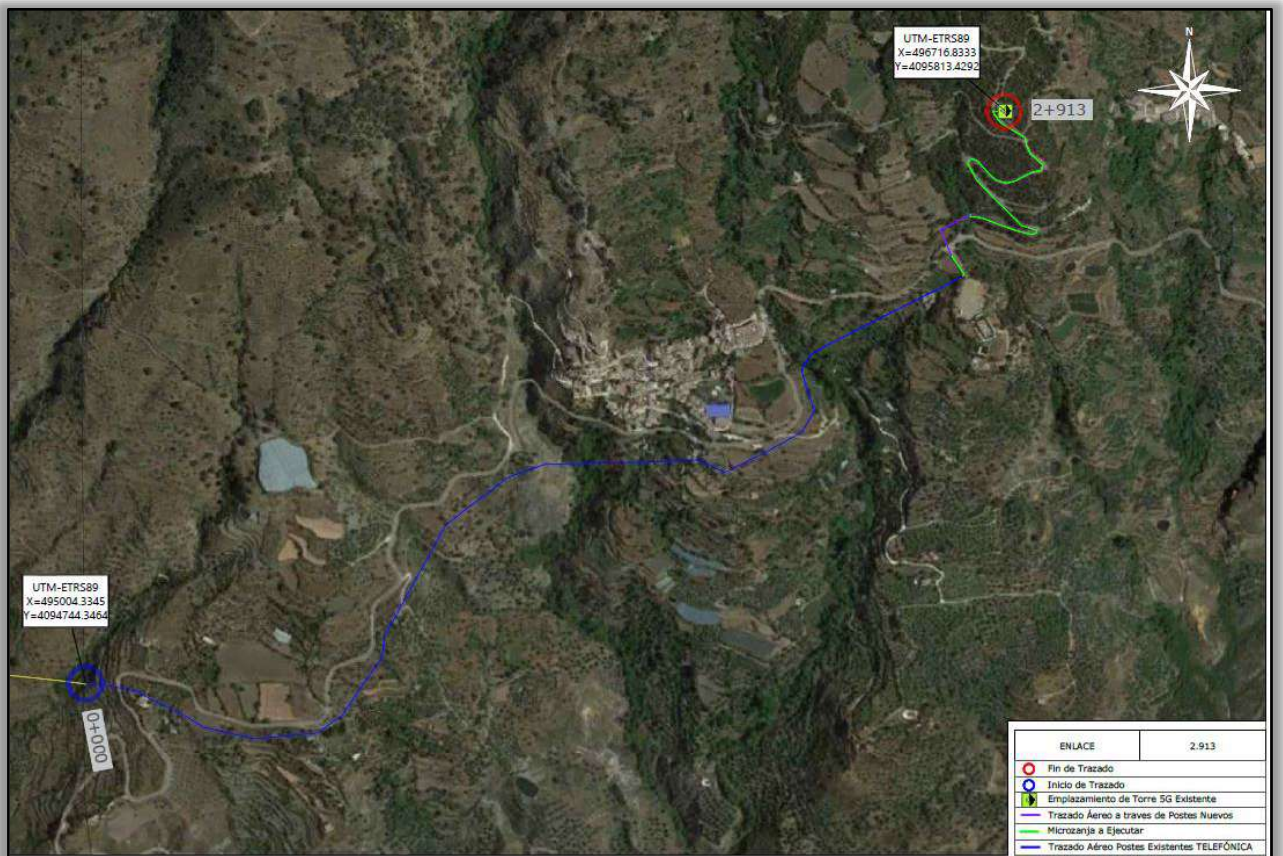 UTM-ETRS89
X=496716.8333
Y=4095813.4292
N
2+913
UTM-ETRS89
X=495004.3345
Y=4094744.3464
0+000
ENLACE 2.913
Fin de Trazado
Inicio de Trazado
Emplazamiento de Torre 5G Existente
Trazado Áereo a traves de Postes Nuevos
Microzanja a Ejecutar
Trazado Aéreo Postes Existentes TELEFÓNICA